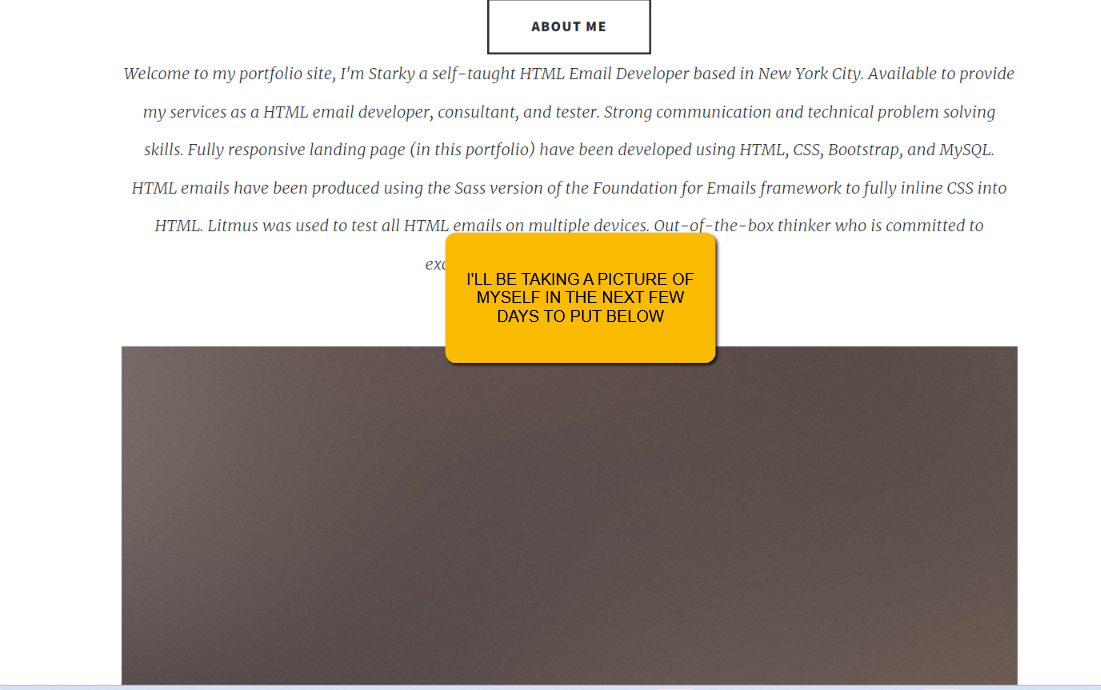 ABOUT ME
Welcome to my portfolio site, I'm Starky a self-taught HTML Email Developer based in New York City. Available to provide
my services as a HTML email developer, consultant, and tester. Strong communication and technical problem solving
skills. Fully responsive landing page (in this portfolio) have been developed using HTML, CSS, Bootstrap, and MySQL.
HTML emails have been produced using the Sass version of the Foundation for Emails framework to fully inline CSS into
HTML. Litmus was used to test all HTML emails on multiple devices. Out-of-the-box thinker who is committed to
I'LL BE TAKING A PICTURE OF
MYSELF IN THE NEXT FEW
DAYS TO PUT BELOW